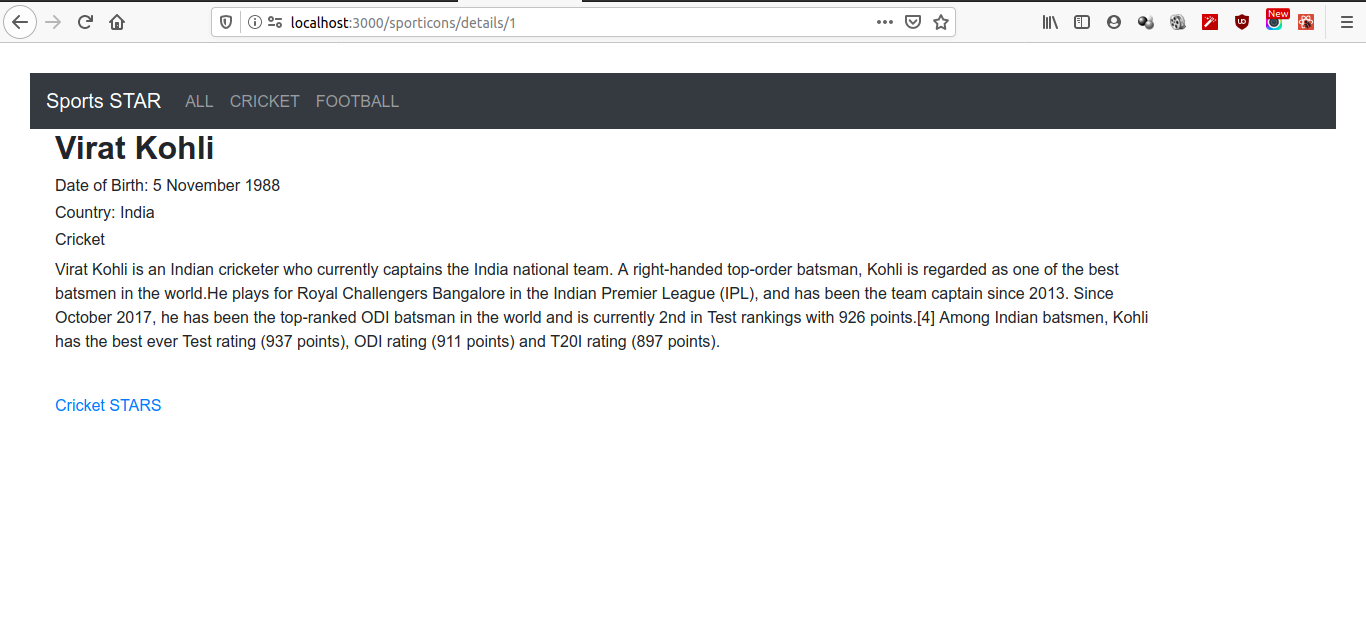 localhost:3000/sporticons/details/1
New
Sports STAR ALL CRICKET FOOTBALL
Virat Kohli
Date of Birth: 5 November 1988
Country: India
Cricket
Virat Kohli is an Indian cricketer who currently captains the India national team. A right-handed top-order batsman, Kohli is regarded as one of the best
batsmen in the world.He plays for Royal Challengers Bangalore in the Indian Premier League (IPL), and has been the team captain since 2013. Since
October 2017, he has been the top-ranked ODI batsman in the world and is currently 2nd in Test rankings with 926 points.[4] Among Indian batsmen, Kohli
has the best ever Test rating (937 points), ODI rating (911 points) and T20I rating (897 points).
Cricket STARS